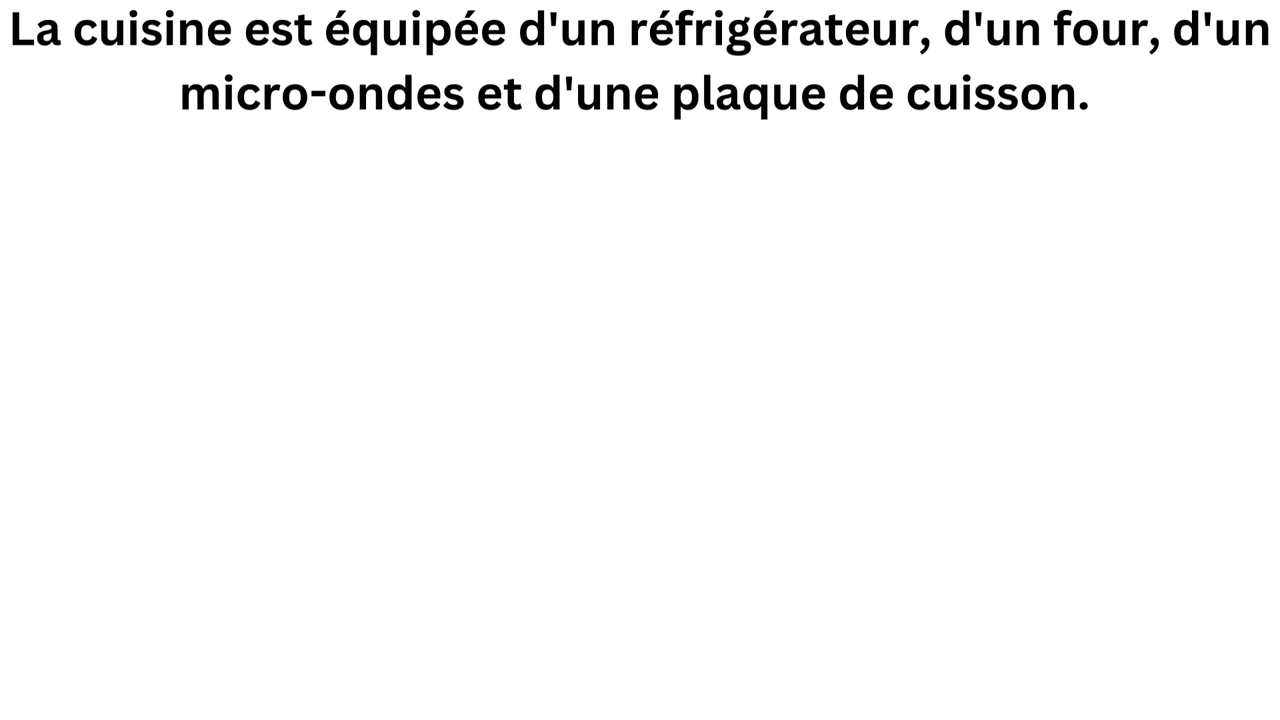 La cuisine est équipée d'un réfrigérateur, d'un four, d'un
micro-ondes et d'une plaque de cuisson.